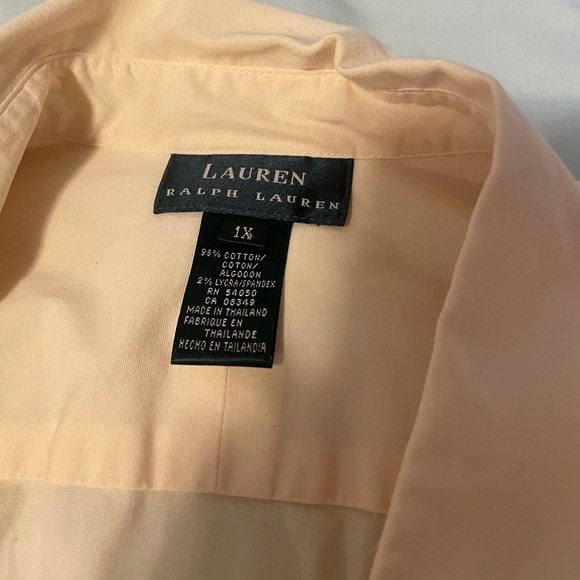 LAUREN
RALPH LAUREN
1X
98% COTTON/
COTON/
ALGODON
2% LYCRA/SPANDEX
RN 54050
CA 08349
MADE IN THAILAND
FABRIQUE EN
THAILANDE
HECHO EN TAILANDIA